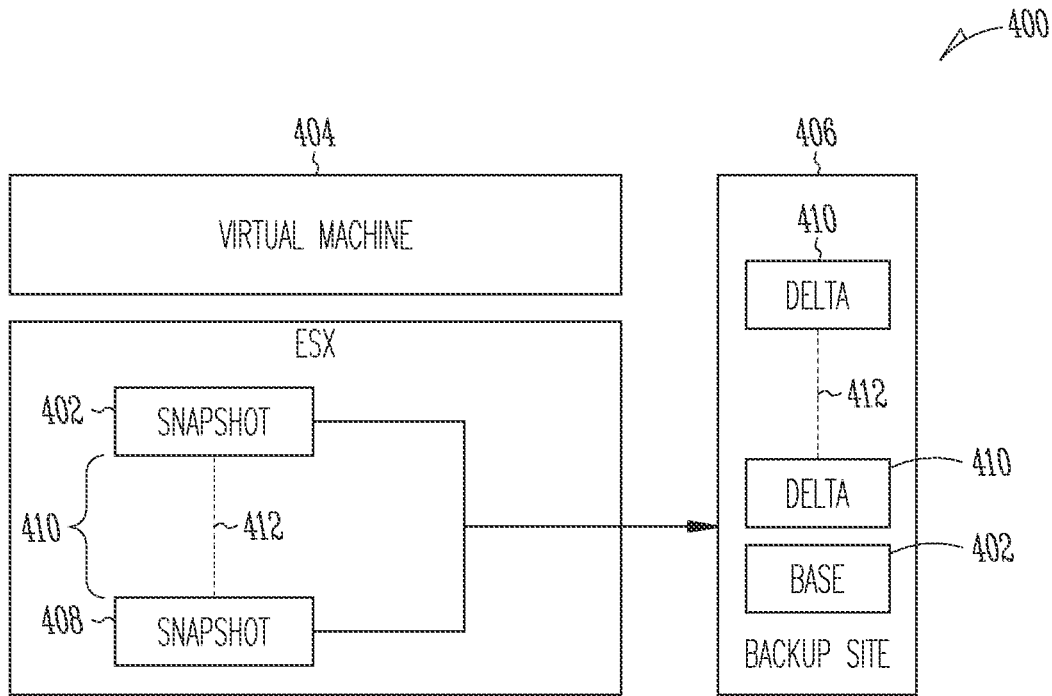 400
404
VIRTUAL MACHINE
406
410
DELTA
412
410
DELTA
402
BASE
BACKUP SITE
ESX
402
SNAPSHOT
410
412
408
SNAPSHOT